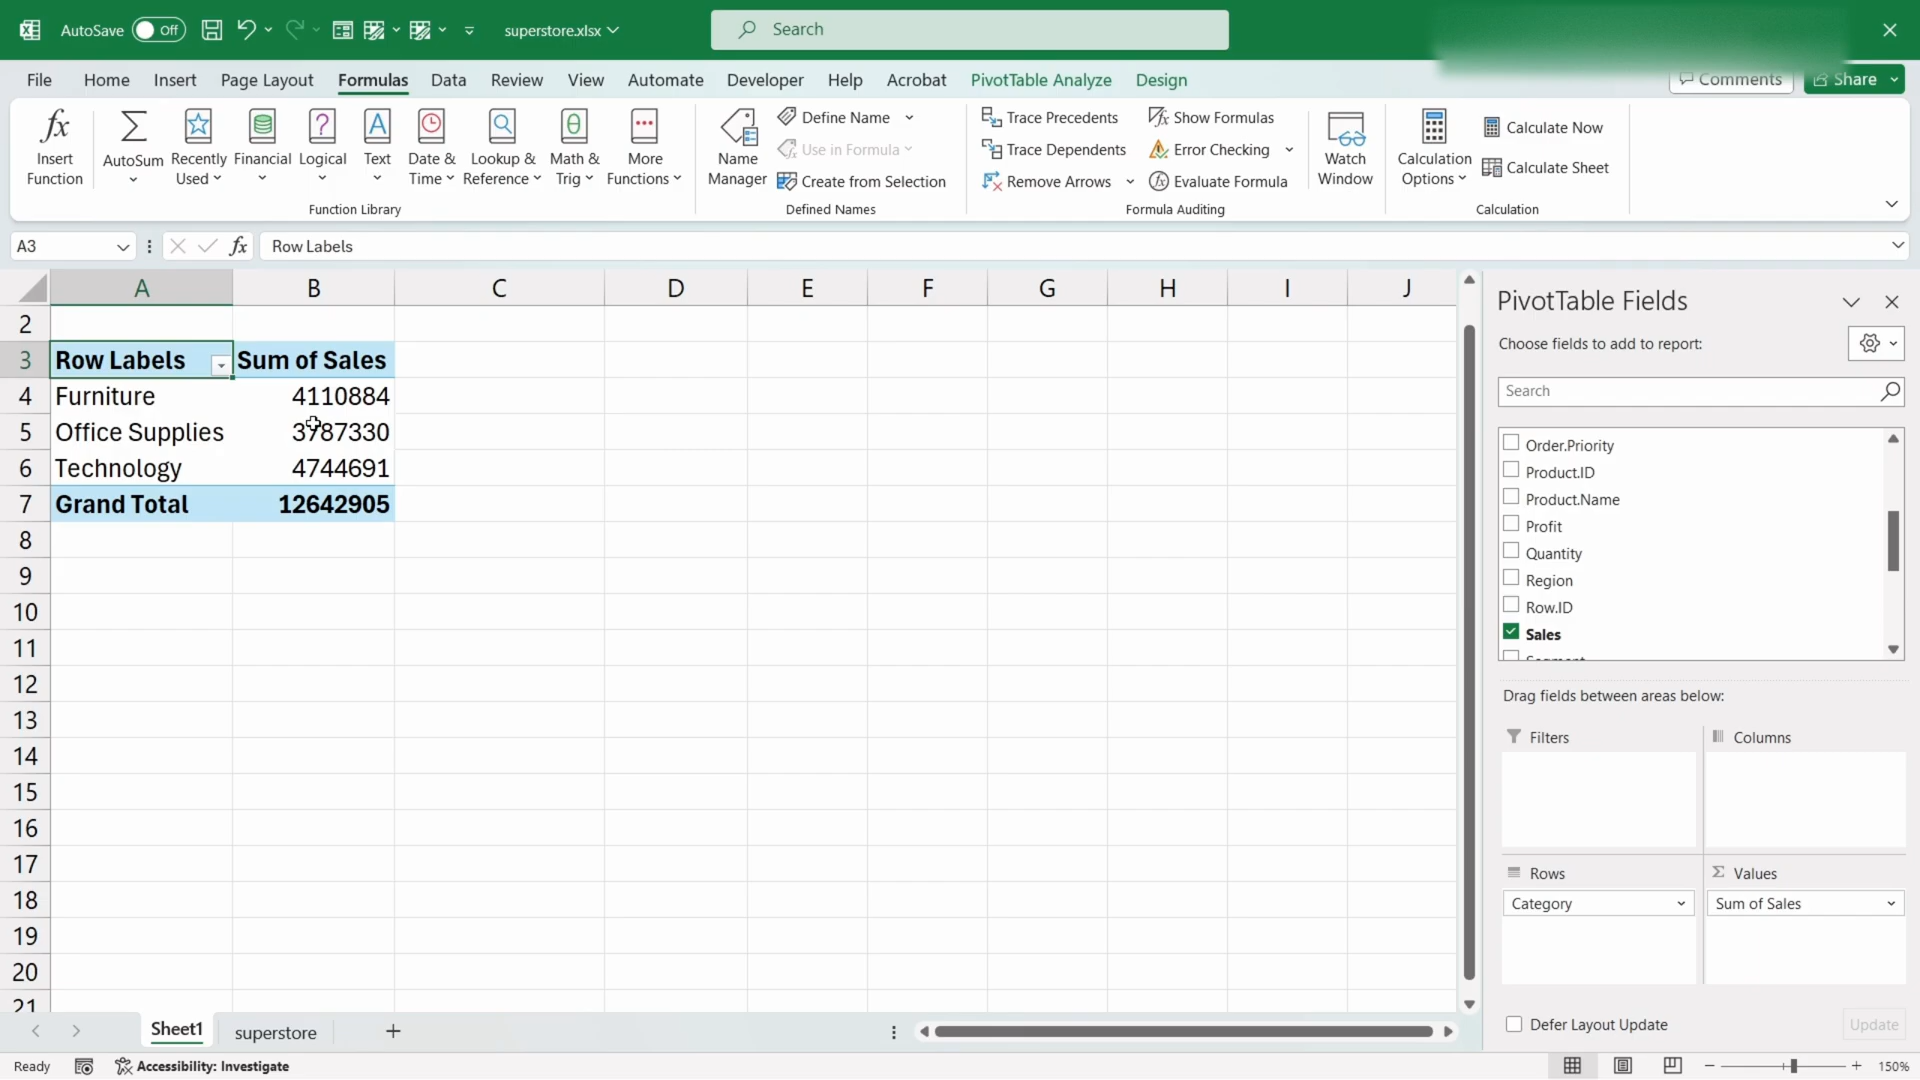 AutoSave Off superstore.xlsx Search
File Home Insert Page Layout Formulas Data Review View Automate Developer Help Acrobat PivotTable Analyze Design Comments Share
Insert Function
AutoSum
Recently Used
Financial
Logical
Text
Date & Time
Lookup & Reference
Math & Trig
More Functions
Function Library
Name Manager
Define Name
Use in Formula
Create from Selection
Defined Names
Trace Precedents
Trace Dependents
Remove Arrows
Show Formulas
Error Checking
Evaluate Formula
Formula Auditing
Watch Window
Calculation Options
Calculate Now
Calculate Sheet
Calculation
A3 fx Row Labels
A B C D E F G H I J
2
3 Row Labels Sum of Sales
4 Furniture 4110884
5 Office Supplies 3787330
6 Technology 4744691
7 Grand Total 12642905
8
9
10
11
12
13
14
15
16
17
18
19
20
21
PivotTable Fields
Choose fields to add to report:
Search
Order.Priority
Product.ID
Product.Name
Profit
Quantity
Region
Row.ID
Sales
Segment
Drag fields between areas below:
Filters
Columns
Rows
Values
Category
Sum of Sales
Defer Layout Update
Update
Sheet1 superstore
Ready Accessibility: Investigate 150%